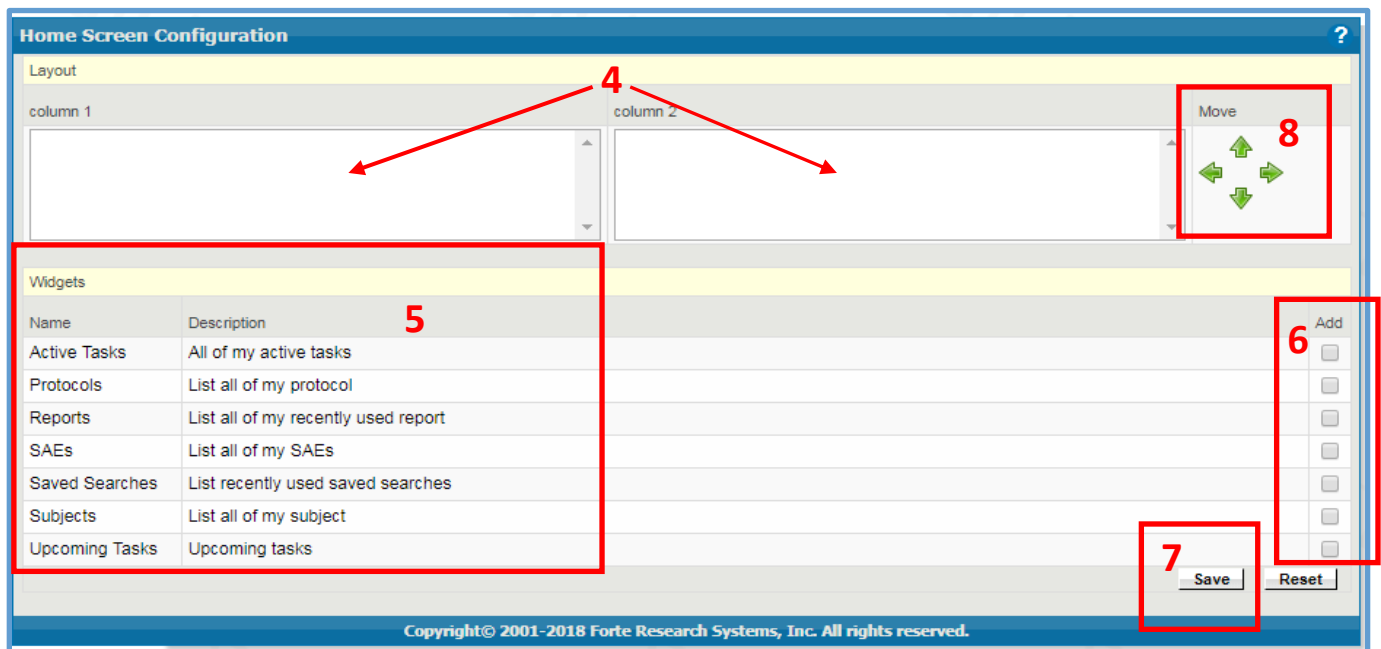 Home Screen Configuration ?
Layout
4
column 1 column 2 Move
8
Widgets
5
Name Description Add
6
Active Tasks All of my active tasks
Protocols List all of my protocol
Reports List all of my recently used report
SAEs List all of my SAEs
Saved Searches List recently used saved searches
Subjects List all of my subject
Upcoming Tasks Upcoming tasks
7
Save Reset
Copyright© 2001-2018 Forte Research Systems, Inc. All rights reserved.